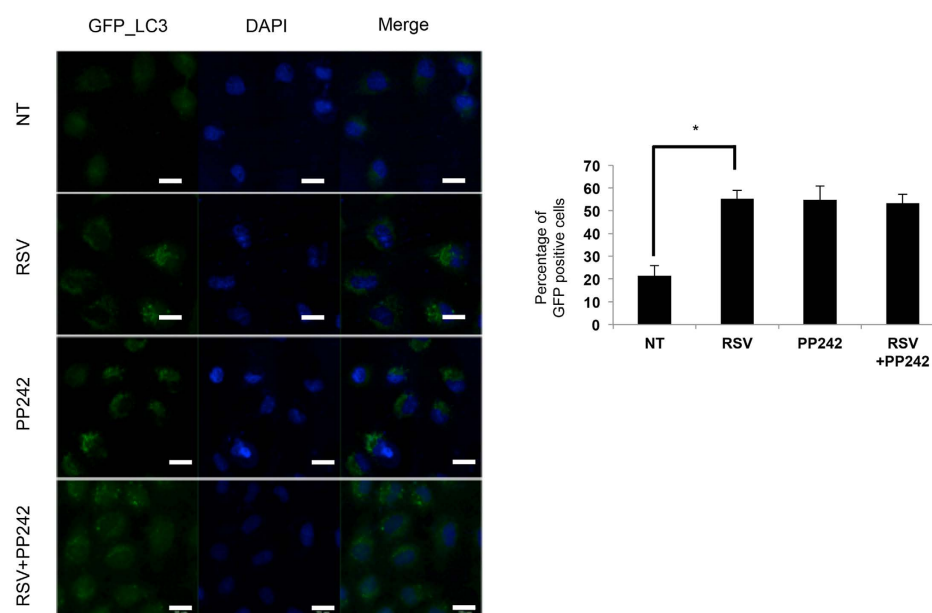 GFP_LC3 DAPI Merge
NT
RSV
PP242
RSV+PP242
*
Percentage of
GFP positive cells
70
60
50
40
30
20
10
0
NT RSV PP242 RSV
+PP242